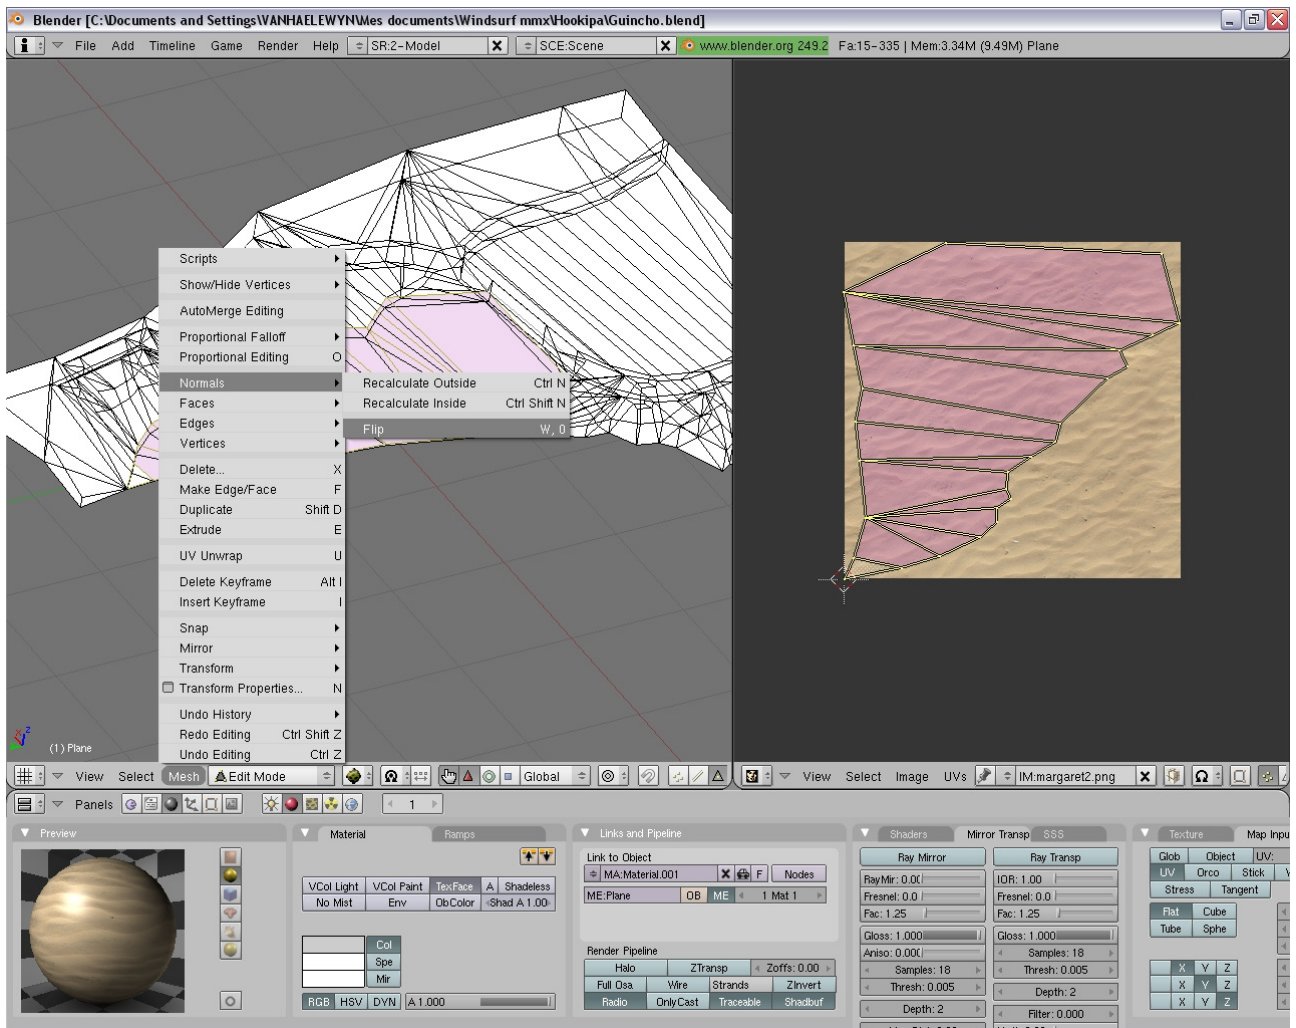 Blender [C:\Documents and Settings\VANHAELEWYN\Mes documents\Windsurf mmx\Hookipa\Guincho.blend]
File Add Timeline Game Render Help SR:2-Model X SCE:Scene X www.blender.org 249.2 Fa:15-335 | Mem:3.34M (9.49M) Plane
Scripts
Show/Hide Vertices
AutoMerge Editing
Proportional Falloff
Proportional Editing O
Normals
Faces
Edges
Vertices
Delete... X
Make Edge/Face F
Duplicate Shift D
Extrude E
UV Unwrap U
Delete Keyframe Alt I
Insert Keyframe I
Snap
Mirror
Transform
Transform Properties... N
Undo History
Redo Editing Ctrl Shift Z
Undo Editing Ctrl Z
Recalculate Outside Ctrl N
Recalculate Inside Ctrl Shift N
Flip W, 0
(1) Plane
View Select Mesh Edit Mode Global
View Select Image UVs IM:margaret2.png X
Panels 1
Preview
Material Ramps
VCol Light VCol Paint TexFace A Shadeless
No Mist Env ObColor Shad A 1.00
Col
Spe
Mir
RGB HSV DYN A 1.000
Links and Pipeline
Link to Object
MA:Material.001 X F Nodes
ME:Plane OB ME 1 Mat 1
Render Pipeline
Halo ZTransp Zoffs: 0.00
Full Osa Wire Strands ZInvert
Radio OnlyCast Traceable Shadbuf
Shaders Mirror Transp SSS
Ray Mirror Ray Transp
RayMir: 0.0 IOR: 1.00
Fresnel: 0.0 Fresnel: 0.0
Fac: 1.25 Fac: 1.25
Gloss: 1.000 Gloss: 1.000
Aniso: 0.00 Samples: 18
Samples: 18 Thresh: 0.005
Thresh: 0.005 Depth: 2
Depth: 2 Filter: 0.000
Texture Map Inpu
Glob Object UV:
UV Orco Stick
Stress Tangent
Flat Cube
Tube Sphe
X Y Z
X Y Z
X Y Z